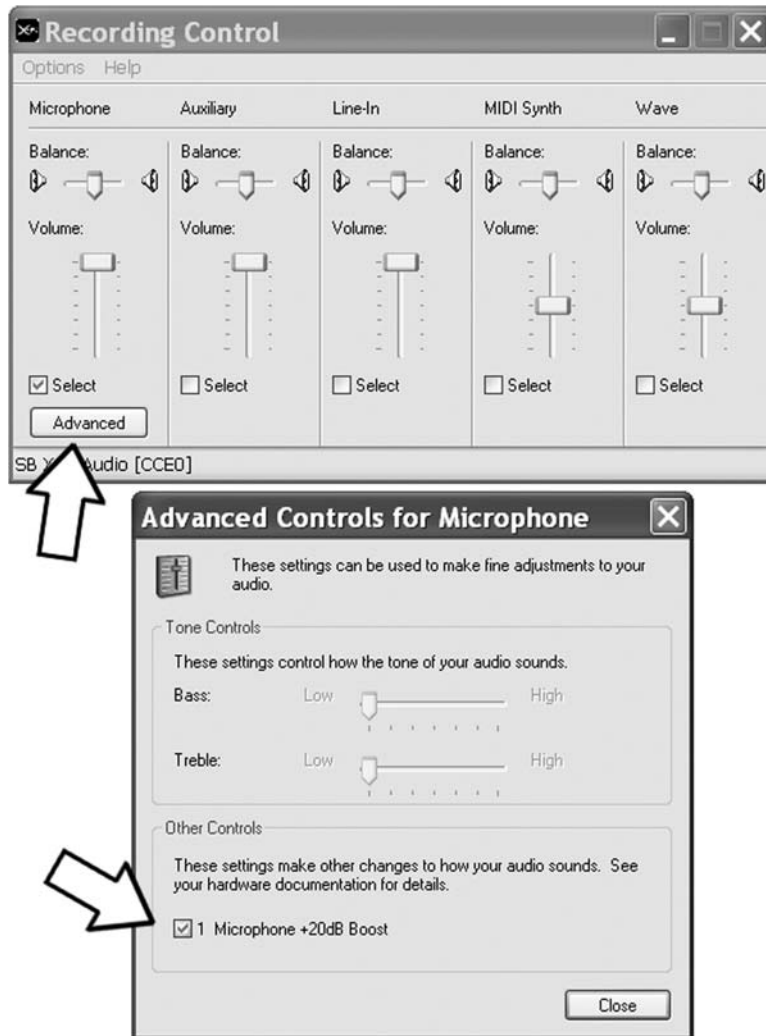 Recording Control
Options Help
Microphone Auxiliary Line-In MIDI Synth Wave
Balance: Balance: Balance: Balance: Balance:
Volume: Volume: Volume: Volume: Volume:
Select Select Select Select Select
Advanced
SB Audio [CCE0]
Advanced Controls for Microphone
These settings can be used to make fine adjustments to your
audio.
Tone Controls
These settings control how the tone of your audio sounds.
Bass: Low High
Treble: Low High
Other Controls
These settings make other changes to how your audio sounds. See
your hardware documentation for details.
1 Microphone +20dB Boost
Close